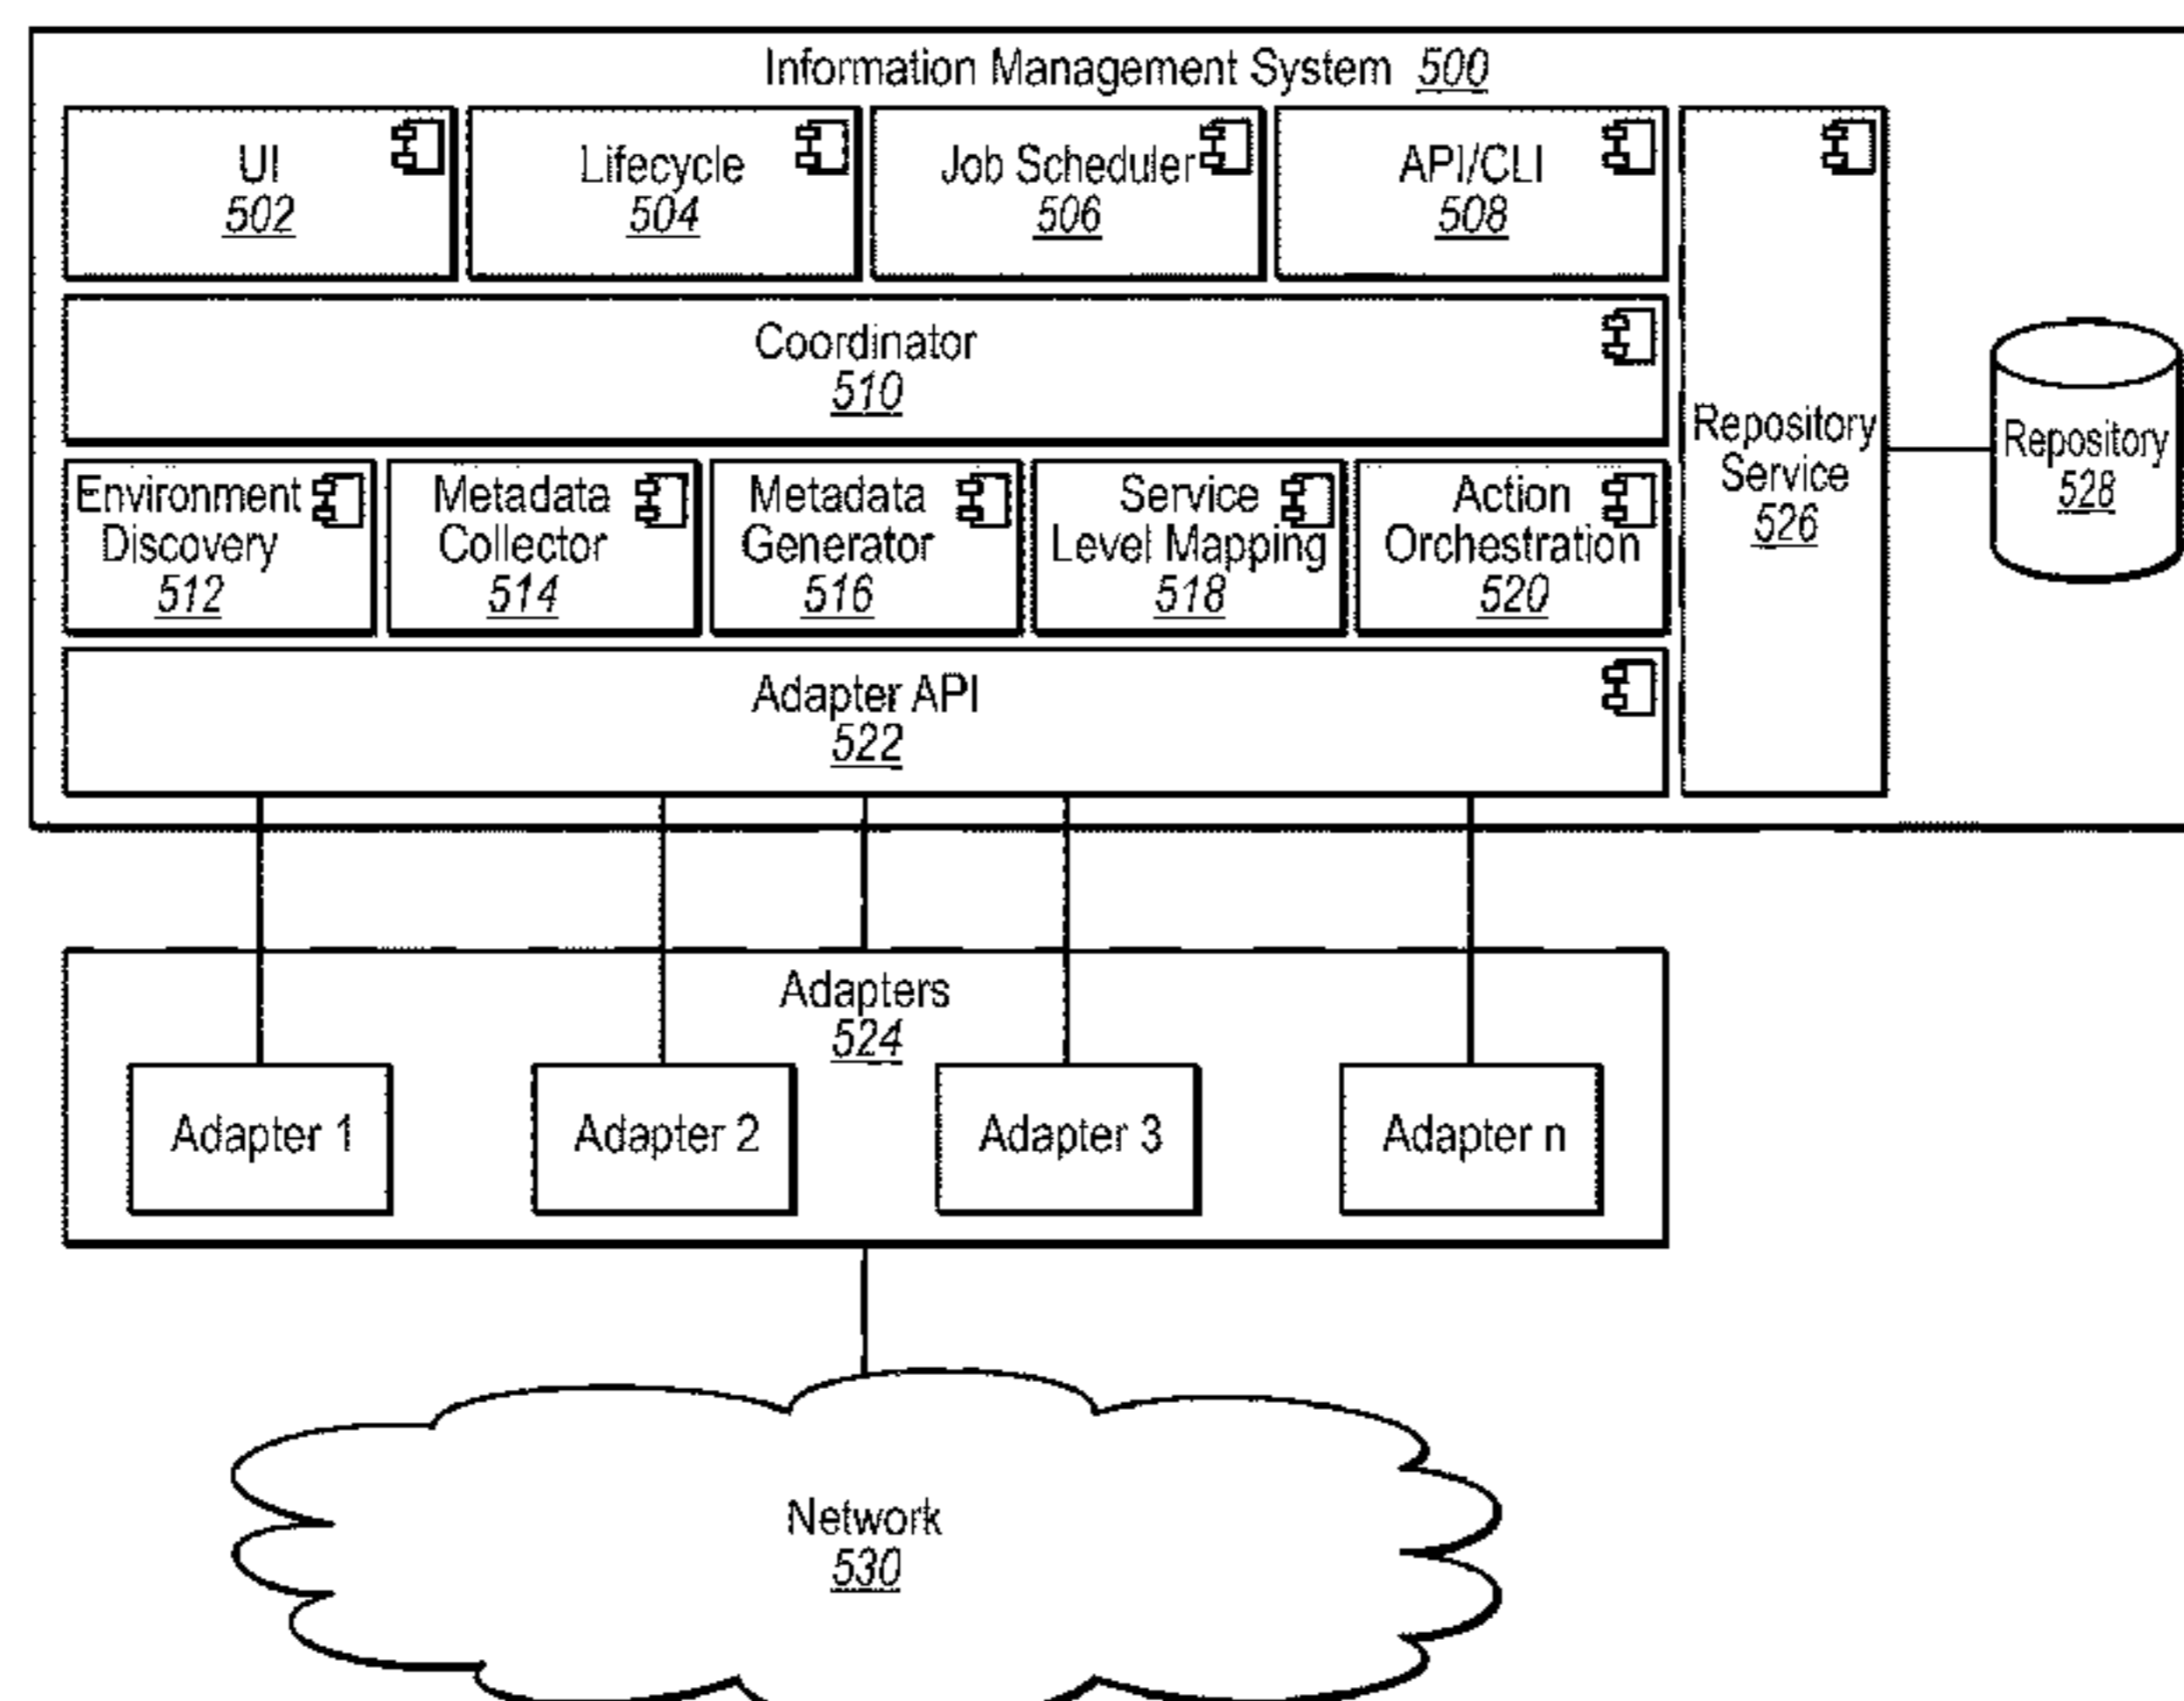 Information Management System 500
UI
502
Lifecycle
504
Job Scheduler
506
API/CLI
508
Coordinator
510
Environment
Discovery
512
Metadata
Collector
514
Metadata
Generator
516
Service
Level Mapping
518
Action
Orchestration
520
Adapter API
522
Repository
Service
526
Repository
528
Adapters
524
Adapter 1
Adapter 2
Adapter 3
Adapter n
Network
530